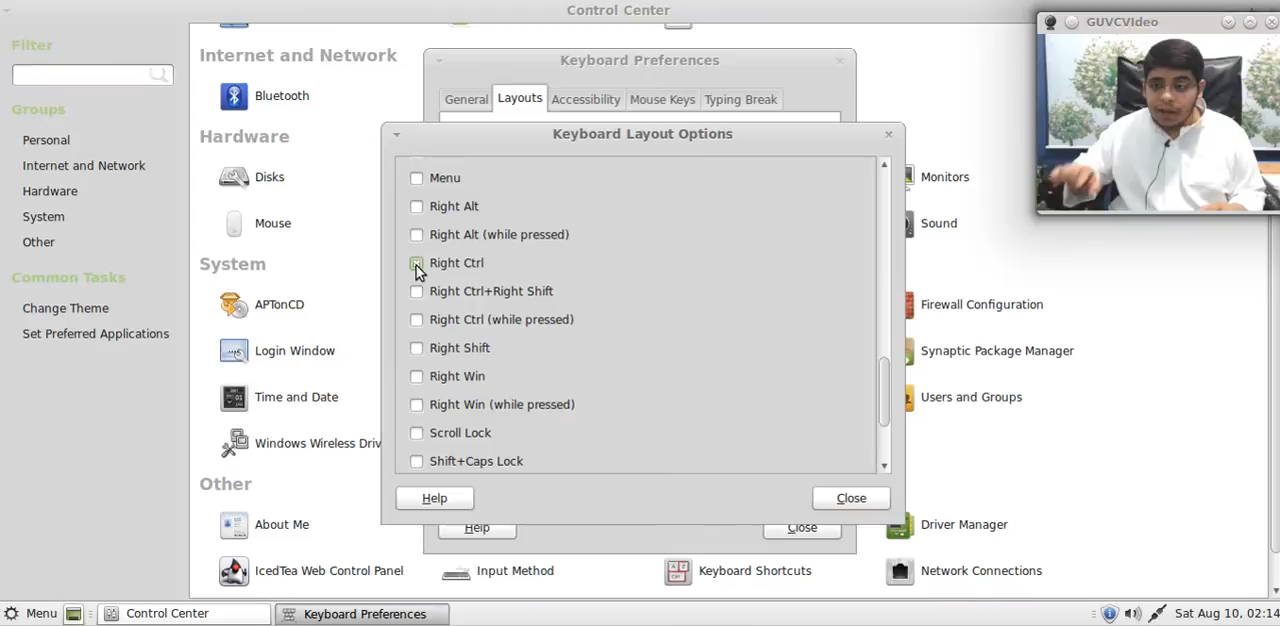 Control Center
GUVCVIdeo
Filter
Groups
Personal
Internet and Network
Hardware
System
Other
Common Tasks
Change Theme
Set Preferred Applications
Internet and Network
Bluetooth
Hardware
Disks
Monitors
Mouse
Sound
System
APTonCD
Firewall Configuration
Login Window
Synaptic Package Manager
Time and Date
Users and Groups
Windows Wireless Driv
Other
About Me
Driver Manager
IcedTea Web Control Panel
Input Method
Keyboard Shortcuts
Network Connections
Keyboard Preferences
General Layouts Accessibility Mouse Keys Typing Break
Help Close
Keyboard Layout Options
Menu
Right Alt
Right Alt (while pressed)
Right Ctrl
Right Ctrl+Right Shift
Right Ctrl (while pressed)
Right Shift
Right Win
Right Win (while pressed)
Scroll Lock
Shift+Caps Lock
Help Close
Menu Control Center Keyboard Preferences Sat Aug 10, 02:14